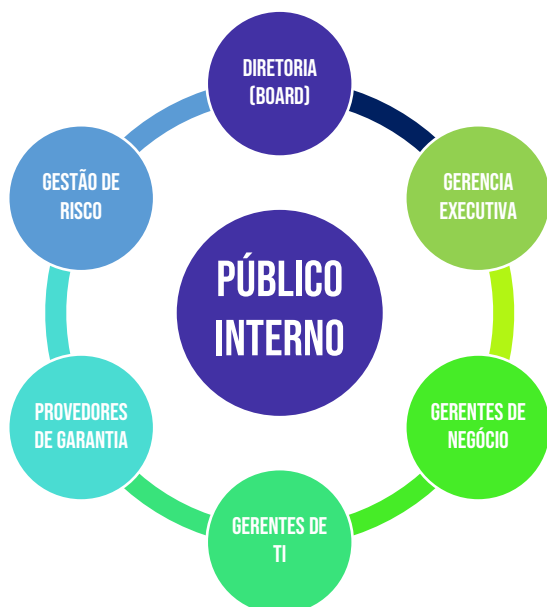 DIRETORIA
(BOARD)
GESTÃO DE
RISCO
GERENCIA
EXECUTIVA
PÚBLICO
INTERNO
PROVEDORES
DE GARANTIA
GERENTES DE
NEGÓCIO
GERENTES DE
TI